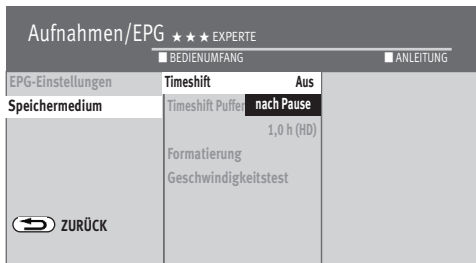 Aufnahmen/EPG ★ ★ ★ EXPERTE
BEDIENUMFANG ANLEITUNG
EPG-Einstellungen
Speichermedium
Timeshift Aus
Timeshift Puffer nach Pause
1,0 h (HD)
Formatierung
Geschwindigkeitstest
ZURÜCK